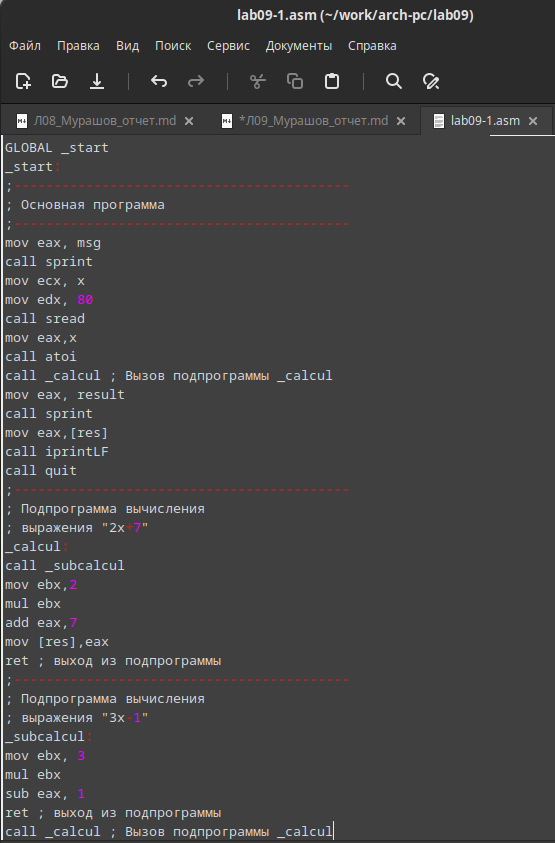 lab09-1.asm (~/work/arch-pc/lab09)
Файл Правка Вид Поиск Сервис Документы Справка
Л08_Мурашов_отчет.md *Л09_Мурашов_отчет.md lab09-1.asm
GLOBAL _start
_start:
;------------------------------------------
; Основная программа
;------------------------------------------
mov eax, msg
call sprint
mov ecx, x
mov edx, 80
call sread
mov eax,x
call atoi
call _calcul ; Вызов подпрограммы _calcul
mov eax, result
call sprint
mov eax,[res]
call iprintLF
call quit
;------------------------------------------
; Подпрограмма вычисления
; выражения "2x+7"
_calcul:
call _subcalcul
mov ebx,2
mul ebx
add eax,7
mov [res],eax
ret ; выход из подпрограммы
;------------------------------------------
; Подпрограмма вычисления
; выражения "3x-1"
_subcalcul:
mov ebx, 3
mul ebx
sub eax, 1
ret ; выход из подпрограммы
call _calcul ; Вызов подпрограммы _calcul